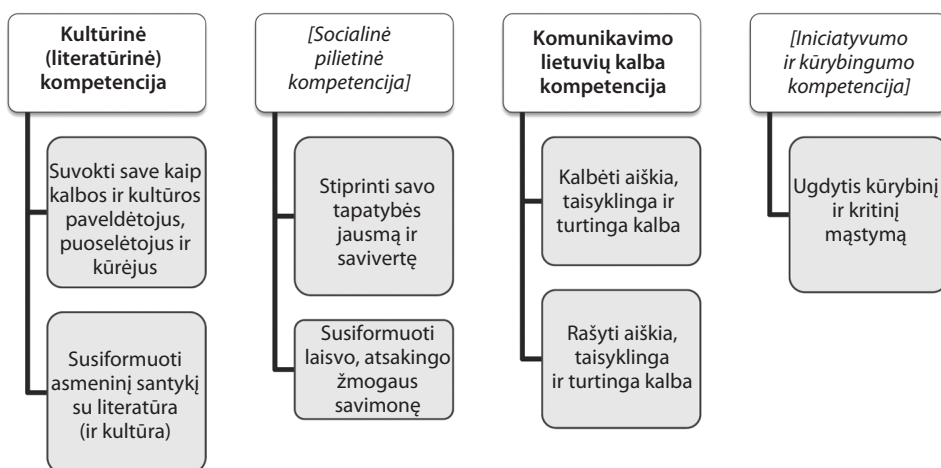 Kultūrinė
(literatūrinė)
kompetencija
Suvokti save kaip
kalbos ir kultūros
paveldėtojus,
puoselėtojus ir
kūrėjus
Susiformuoti
asmeninį santykį
su literatūra
(ir kultūra)
[Socialinė
pilietinė
kompetencija]
Stiprinti savo
tapatybės
jausmą ir
savivertę
Susiformuoti
laisvo, atsakingo
žmogaus
savimonę
Komunikavimo
lietuvių kalba
kompetencija
Kalbėti aiškia,
taisyklinga ir
turtinga kalba
Rašyti aiškia,
taisyklinga
ir turtinga kalba
[Iniciatyvumo
ir kūrybingumo
kompetencija]
Ugdytis kūrybinį
ir kritinį
mąstymą